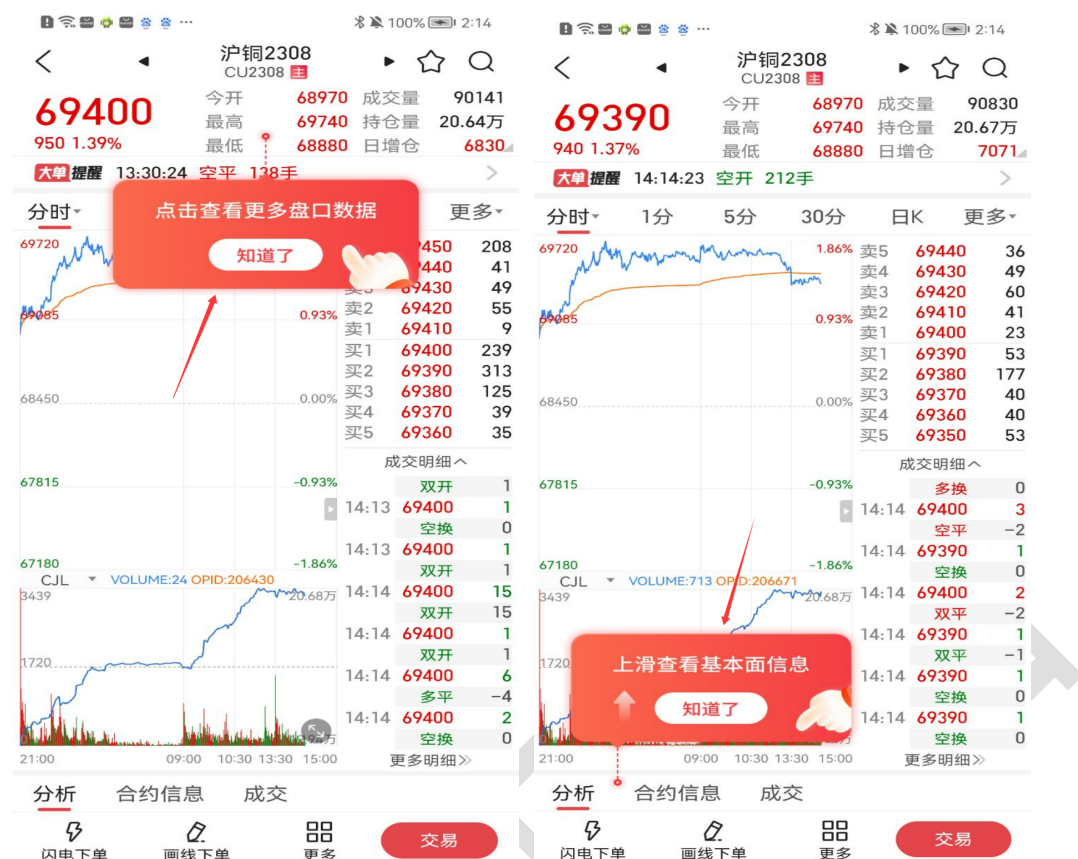 100% 2:14
沪铜2308
CU2308 主
69400
950 1.39%
今开 68970 成交量 90141
最高 69740 持仓量 20.64万
最低 68880 日增仓 6830
大单提醒 13:30:24 空平 138手
分时 更多
点击查看更多盘口数据
知道了
69720
69085 0.93%
68450 0.00%
67815 -0.93%
67180 -1.86%
69450 208
69440 41
69430 49
卖2 69420 55
卖1 69410 9
买1 69400 239
买2 69390 313
买3 69380 125
买4 69370 39
买5 69360 35
成交明细
双开 1
14:13 69400 1
空换 0
14:13 69400 1
双开 1
14:14 69400 15
双开 15
14:14 69400 1
双开 1
14:14 69400 6
多平 -4
14:14 69400 2
空换 0
更多明细
CJL VOLUME:24 OPID:206430
3439 20.68万
1720
21:00 09:00 10:30 13:30 15:00
分析 合约信息 成交
闪电下单 画线下单 更多 交易
100% 2:14
沪铜2308
CU2308 主
69390
940 1.37%
今开 68970 成交量 90830
最高 69740 持仓量 20.67万
最低 68880 日增仓 7071
大单提醒 14:14:23 空开 212手
分时 1分 5分 30分 日K 更多
69720 1.86%
69085 0.93%
68450 0.00%
67815 -0.93%
67180 -1.86%
卖5 69440 36
卖4 69430 49
卖3 69420 60
卖2 69410 41
卖1 69400 23
买1 69390 53
买2 69380 177
买3 69370 40
买4 69360 40
买5 69350 53
成交明细
多换 0
14:14 69400 3
空平 -2
14:14 69390 1
空换 0
14:14 69400 2
双平 -2
14:14 69390 1
双平 -1
14:14 69390 1
空换 0
14:14 69390 1
空换 0
更多明细
CJL VOLUME:713 OPID:206671
3439 20.68万
1720
上滑查看基本面信息
知道了
21:00 09:00 10:30 13:30 15:00
分析 合约信息 成交
闪电下单 画线下单 更多 交易